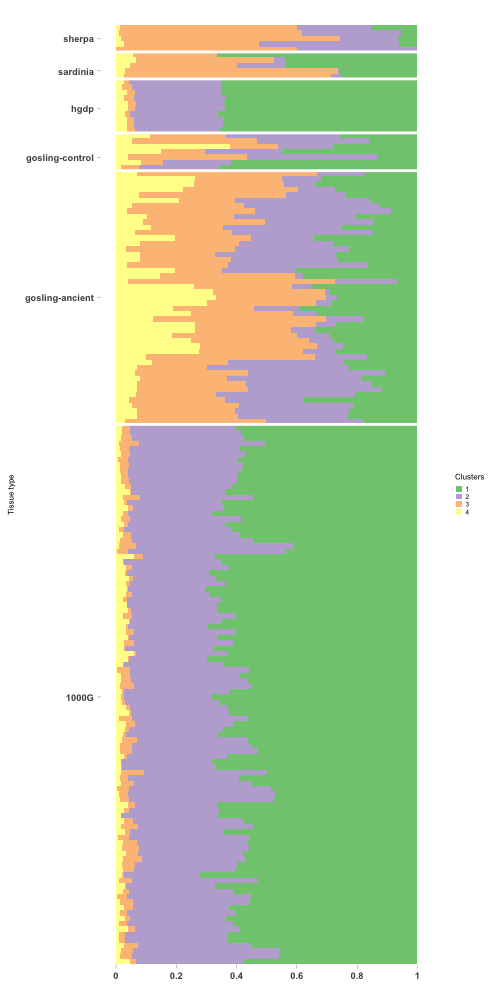 sherpa
sardinia
hgdp
gosling-control
gosling-ancient
1000G
Tissue type
0
0.2
0.4
0.6
0.8
1
Clusters
1
2
3
4